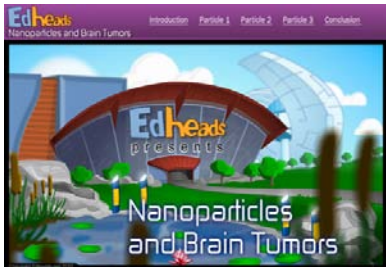 Edheads
Nanoparticles and Brain Tumors
Introduction Particle 1 Particle 2 Particle 3 Conclusion
Edheads
presents
Nanoparticles
and Brain Tumors